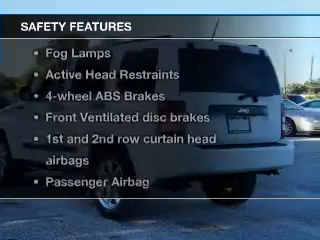 SAFETY FEATURES
• Fog Lamps
• Active Head Restraints
• 4-wheel ABS Brakes
• Front Ventilated disc brakes
• 1st and 2nd row curtain head
airbags
• Passenger Airbag
Jeep